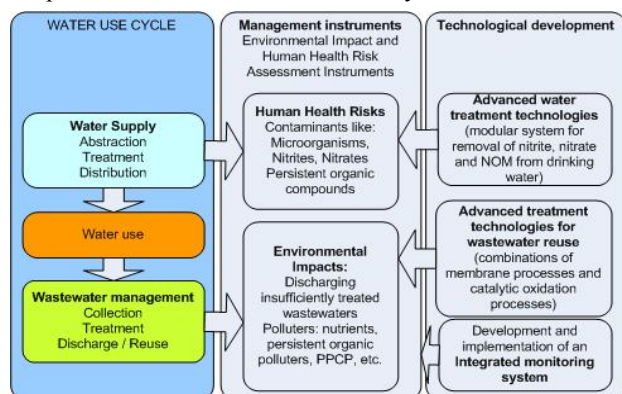 WATER USE CYCLE
Water Supply
Abstraction
Treatment
Distribution
Water use
Wastewater management
Collection
Treatment
Discharge / Reuse
Management instruments
Environmental Impact and
Human Health Risk
Assessment Instruments
Human Health Risks
Contaminants like:
Microorganisms,
Nitrites, Nitrates
Persistent organic
compounds
Environmental
Impacts:
Discharging
insufficiently treated
wastewaters
Polluters: nutrients,
persistent organic
polluters, PPCP, etc.
Technological development
Advanced water
treatment technologies
(modular system for
removal of nitrite, nitrate
and NOM from drinking
water)
Advanced treatment
technologies for
wastewater reuse
(combinations of
membrane processes and
catalytic oxidation
processes)
Development and
implementation of an
Integrated monitoring
system